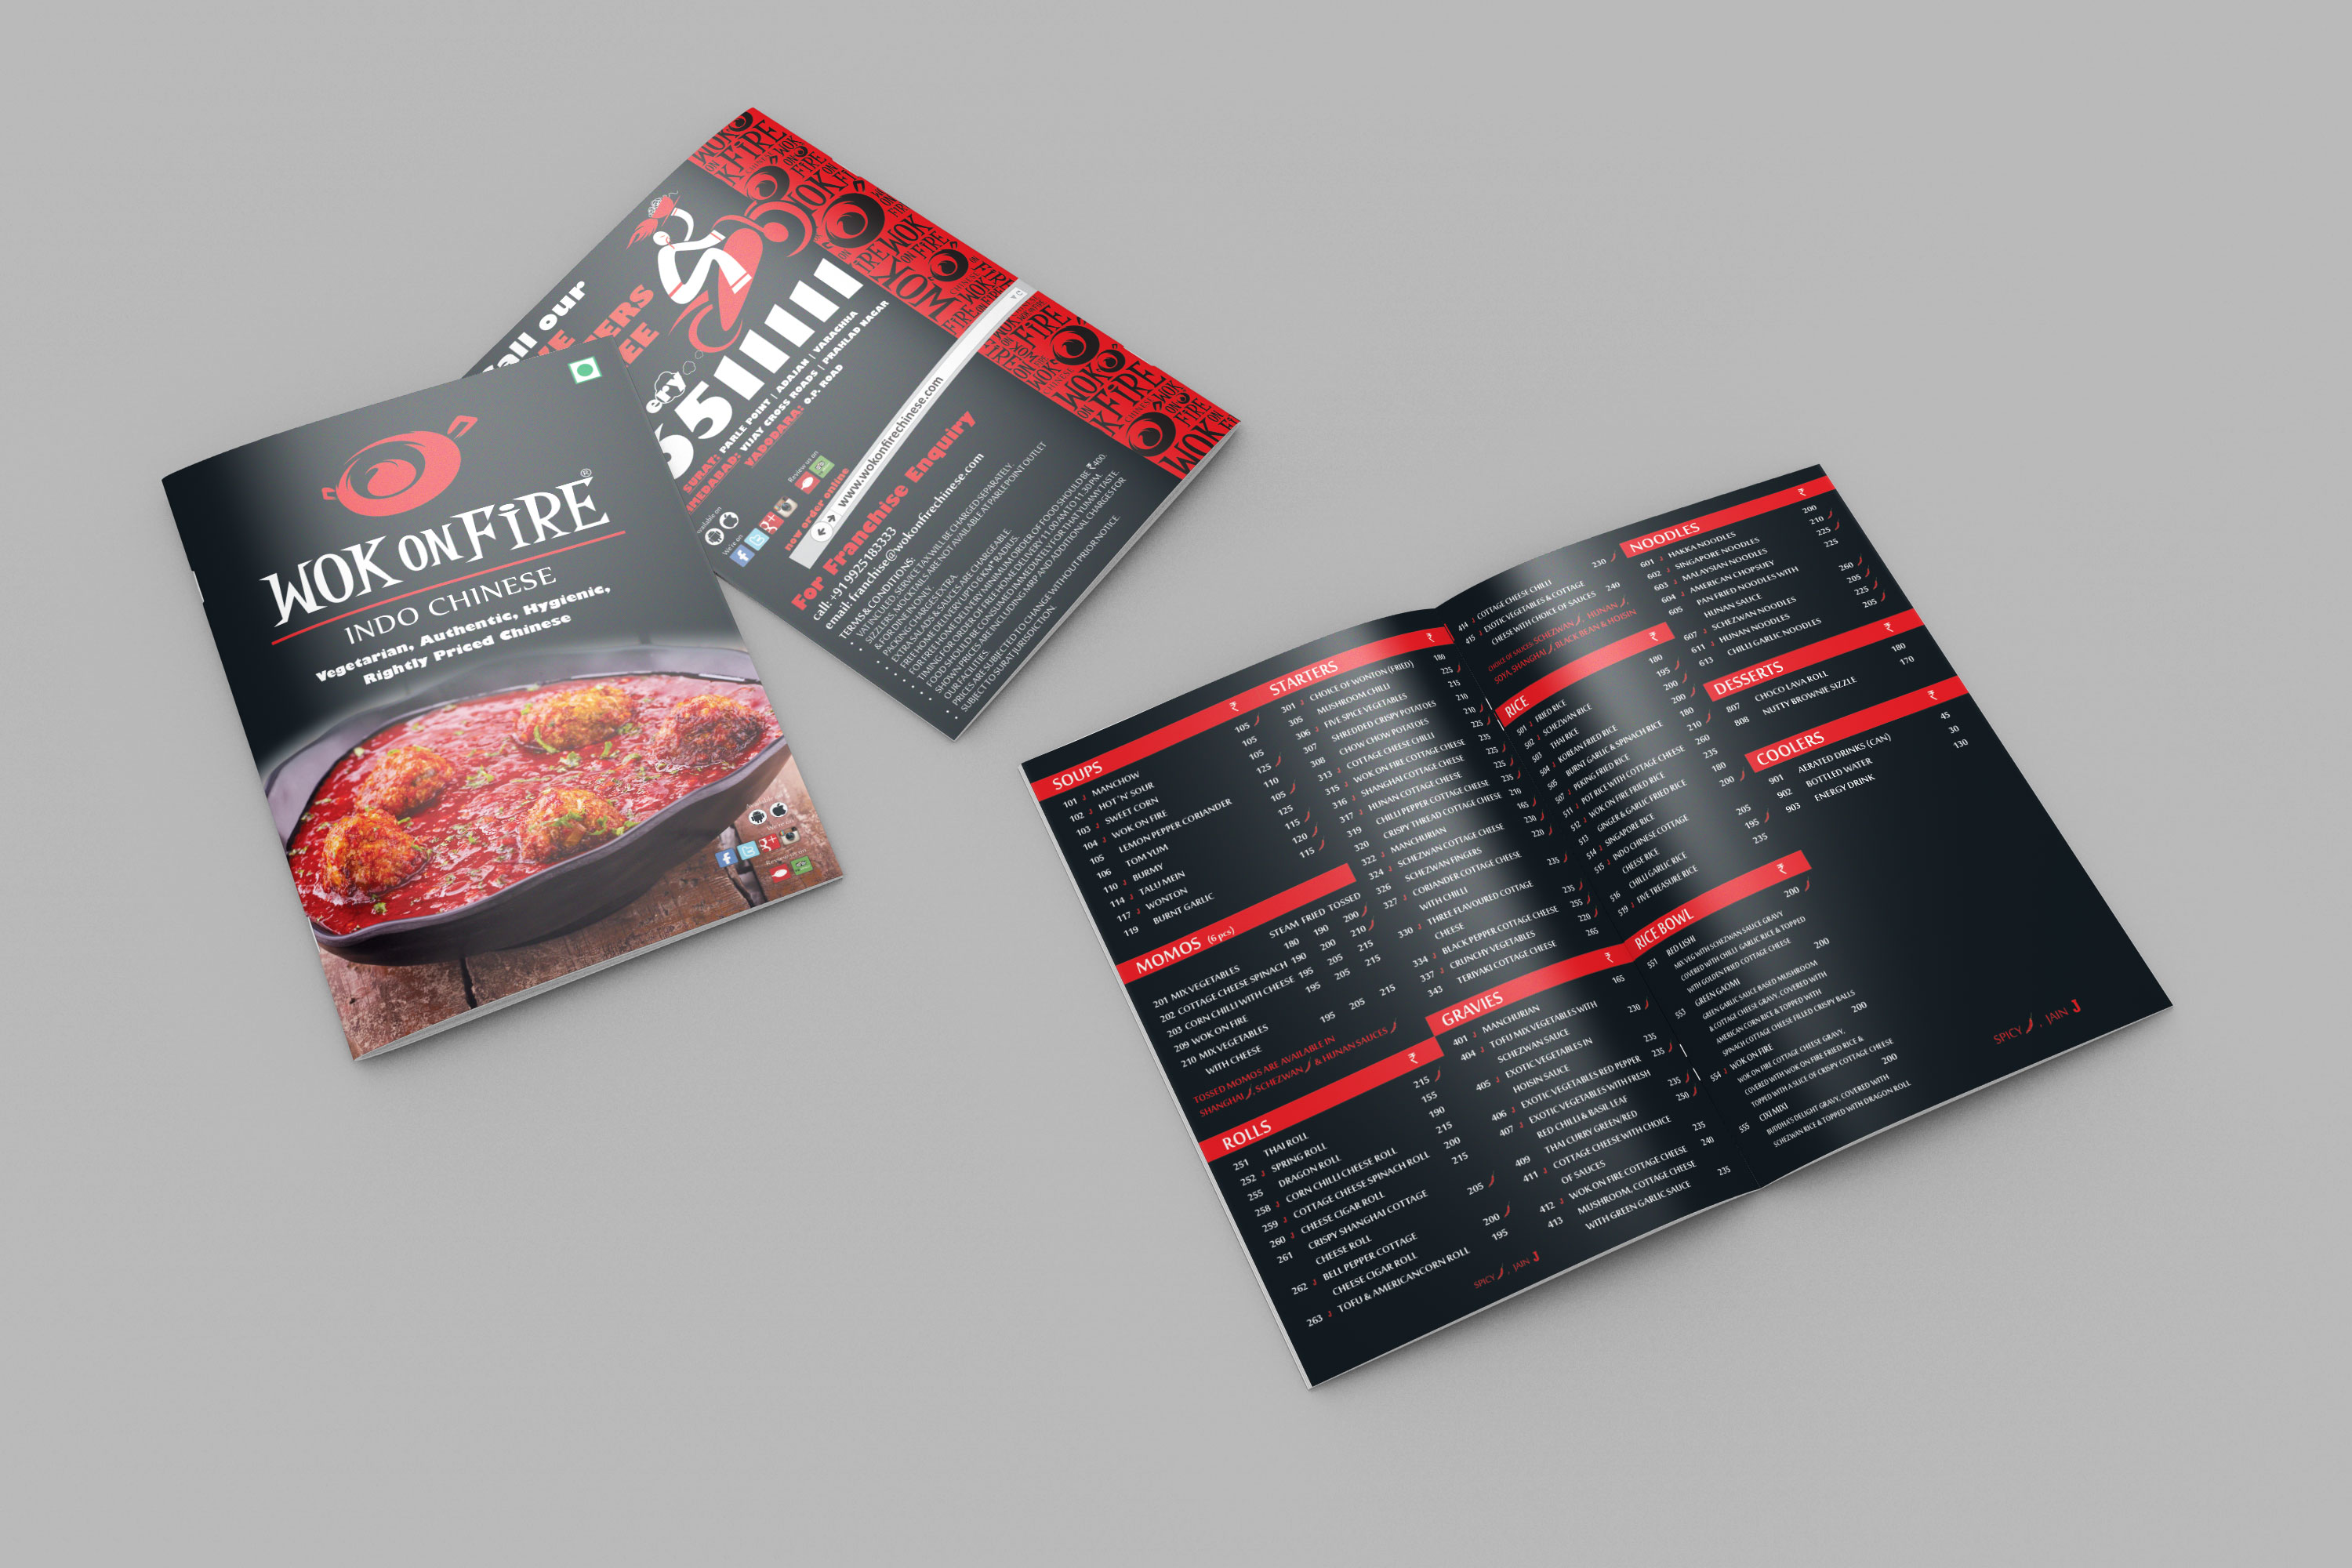 WOK ON FIRE®
INDO CHINESE
Vegetarian, Authentic, Hygienic,
Rightly Priced Chinese
all our
65111111
SURAT: PARLE POINT | ADAJAN | VARACHHA
VIJAY CROSS ROADS | PRAHLAD NAGAR
VADODARA: O.P. ROAD
Available on
We're on
Review us on
now order online
www.wokonfirechinese.com
For Franchise Enquiry
call: +91 9925183333
email: franchise@wokonfirechinese.com
TERMS & CONDITIONS:
SUBJECT TO SURAT JURISDICTION.
SOUPS ₹
101 J MANCHOW 105
102 J HOT 'N' SOUR 105
103 J SWEET CORN 105
104 J WOK ON FIRE 125
105 LEMON PEPPER CORIANDER 110
106 TOM YUM 105
110 J BURMY 125
114 J TALU MEIN 115
117 J WONTON 120
119 BURNT GARLIC 115
MOMOS (6 pcs)
STEAM FRIED TOSSED
201 MIX VEGETABLES 180 190 200
202 COTTAGE CHEESE SPINACH 190 200 210
203 CORN CHILLI WITH CHEESE 195 205 215
209 WOK ON FIRE 195 205 215
210 MIX VEGETABLES
WITH CHEESE 195 205 215
TOSSED MOMOS ARE AVAILABLE IN
SHANGHAI, SCHEZWAN & HUNAN SAUCES
ROLLS ₹
251 THAI ROLL 215
252 J SPRING ROLL 155
255 DRAGON ROLL 190
258 J CORN CHILLI CHEESE ROLL 215
259 J COTTAGE CHEESE SPINACH ROLL 200
260 J CHEESE CIGAR ROLL 215
261 CRISPY SHANGHAI COTTAGE
CHEESE ROLL 205
262 J BELL PEPPER COTTAGE
CHEESE CIGAR ROLL 200
263 J TOFU & AMERICANCORN ROLL 195
SPICY, JAIN J
STARTERS ₹
301 J CHOICE OF WONTON (FRIED) 180
305 MUSHROOM CHILLI 225
306 J FIVE SPICE VEGETABLES 215
307 SHREDDED CRISPY POTATOES 210
308 CHOW CHOW POTATOES 210
313 J COTTAGE CHEESE CHILLI 225
315 J WOK ON FIRE COTTAGE CHEESE 235
316 J SHANGHAI COTTAGE CHEESE 225
317 J HUNAN COTTAGE CHEESE 225
319 CHILLI PEPPER COTTAGE CHEESE 235
320 CRISPY THREAD COTTAGE CHEESE 210
322 J MANCHURIAN 165
324 J SCHEZWAN COTTAGE CHEESE 230
326 SCHEZWAN FINGERS 220
327 J CORIANDER COTTAGE CHEESE
WITH CHILLI 235
330 J THREE FLAVOURED COTTAGE
CHEESE 235
334 J BLACK PEPPER COTTAGE CHEESE 255
337 J CRUNCHY VEGETABLES 220
343 TERIYAKI COTTAGE CHEESE 265
GRAVIES ₹
401 J MANCHURIAN 165
404 J TOFU MIX VEGETABLES WITH
SCHEZWAN SAUCE 230
405 J EXOTIC VEGETABLES IN
HOISIN SAUCE 235
406 J EXOTIC VEGETABLES RED PEPPER 235
407 J EXOTIC VEGETABLES WITH FRESH
RED CHILLI & BASIL LEAF 235
409 THAI CURRY GREEN/RED 250
411 J COTTAGE CHEESE WITH CHOICE
OF SAUCES 235
412 J WOK ON FIRE COTTAGE CHEESE 240
413 MUSHROOM, COTTAGE CHEESE
WITH GREEN GARLIC SAUCE 235
414 J COTTAGE CHEESE CHILLI 230
415 J EXOTIC VEGETABLES & COTTAGE
CHEESE WITH CHOICE OF SAUCES 240
CHOICE OF SAUCES: SCHEZWAN, HUNAN,
SOYA, SHANGHAI, BLACK BEAN & HOISIN
RICE ₹
501 J FRIED RICE 180
502 J SCHEZWAN RICE 195
503 THAI RICE 200
504 J KOREAN FRIED RICE 200
505 BURNT GARLIC & SPINACH RICE 180
507 J PEKING FRIED RICE 210
511 J POT RICE WITH COTTAGE CHEESE 260
512 J WOK ON FIRE FRIED RICE 235
513 GINGER & GARLIC FRIED RICE 180
514 J SINGAPORE RICE 200
515 J INDO CHINESE COTTAGE
CHEESE RICE 205
516 CHILLI GARLIC RICE 195
519 J FIVE TREASURE RICE 235
RICE BOWL ₹
551 RED LISHI 200
MIX VEG WITH SCHEZWAN SAUCE GRAVY
COVERED WITH CHILLI GARLIC RICE & TOPPED
WITH GOLDEN FRIED COTTAGE CHEESE
553 GREEN GAOMI 200
GREEN GARLIC SAUCE BASED MUSHROOM
& COTTAGE CHEESE GRAVY, COVERED WITH
AMERICAN CORN RICE & TOPPED WITH
SPINACH COTTAGE CHEESE FILLED CRISPY BALLS
554 J WOK ON FIRE 200
WOK ON FIRE COTTAGE CHEESE GRAVY,
COVERED WITH WOK ON FIRE FRIED RICE &
TOPPED WITH A SLICE OF CRISPY COTTAGE CHEESE
555 CIXI MIXI 200
BUDDHA'S DELIGHT GRAVY, COVERED WITH
SCHEZWAN RICE & TOPPED WITH DRAGON ROLL
NOODLES ₹
601 J HAKKA NOODLES 200
602 J SINGAPORE NOODLES 210
603 J MALAYSIAN NOODLES 225
604 J AMERICAN CHOPSUEY 225
605 PAN FRIED NOODLES WITH
HUNAN SAUCE 260
607 J SCHEZWAN NOODLES 205
611 J HUNAN NOODLES 225
613 CHILLI GARLIC NOODLES 205
DESSERTS ₹
807 CHOCO LAVA ROLL 180
808 NUTTY BROWNIE SIZZLE 170
COOLERS ₹
901 AERATED DRINKS (CAN) 45
902 BOTTLED WATER 30
903 ENERGY DRINK 130
SPICY, JAIN J